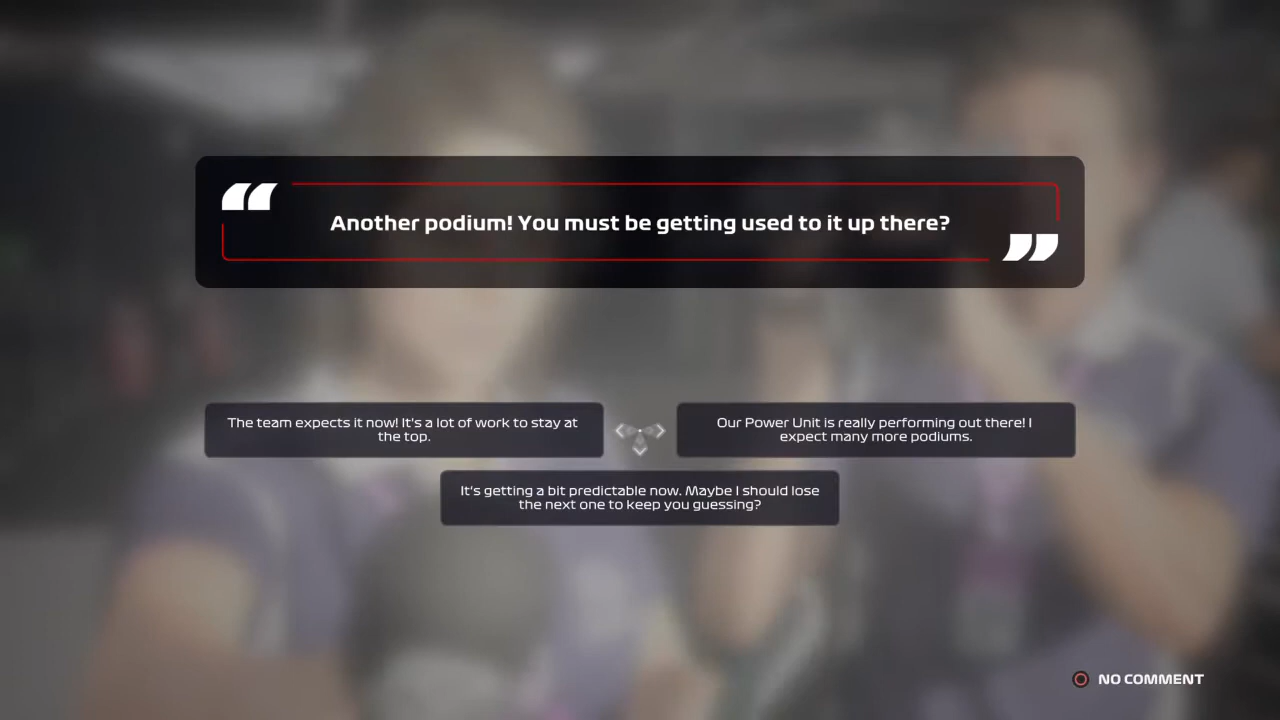 Another podium! You must be getting used to it up there?
The team expects it now! It's a lot of work to stay at
the top.
Our Power Unit is really performing out there! I
expect many more podiums.
It's getting a bit predictable now. Maybe I should lose
the next one to keep you guessing?
NO COMMENT